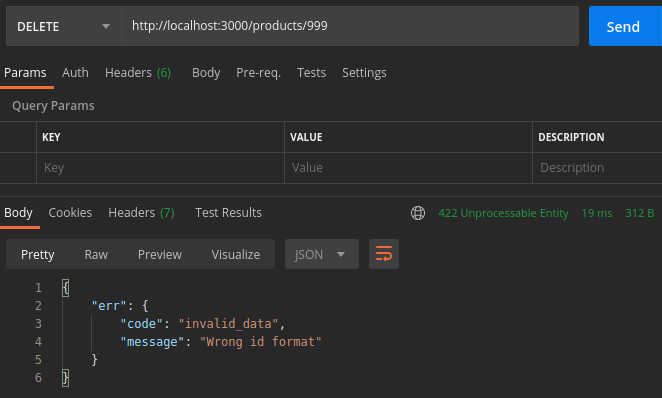 DELETE http://localhost:3000/products/999 Send
Params Auth Headers (6) Body Pre-req. Tests Settings
Query Params
KEY VALUE DESCRIPTION
Key Value Description
Body Cookies Headers (7) Test Results 422 Unprocessable Entity 19 ms 312 B
Pretty Raw Preview Visualize JSON
1 {
2 "err": {
3 "code": "invalid_data",
4 "message": "Wrong id format"
5 }
6 }